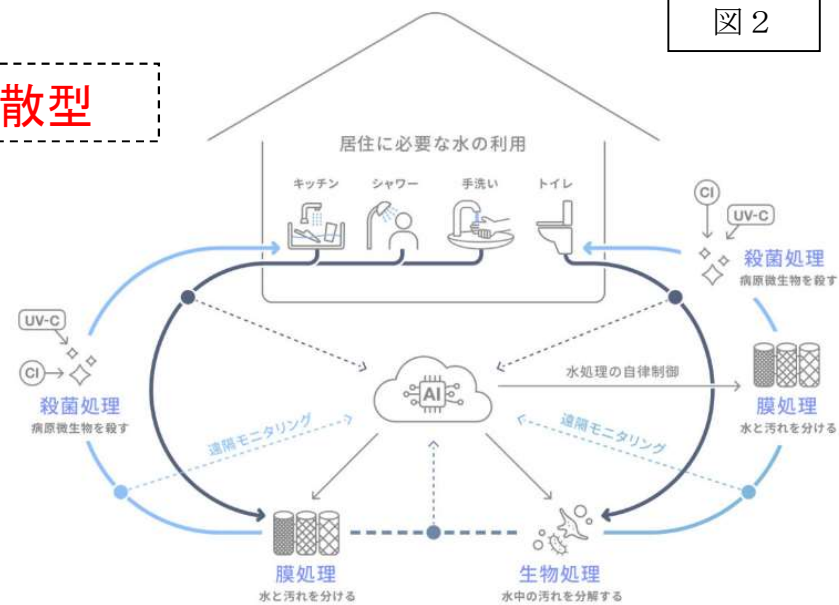 図2
散型
居住に必要な水の利用
キッチン
シャワー
手洗い
トイレ
Cl
UV-C
殺菌処理
病原微生物を殺す
UV-C
Cl
殺菌処理
病原微生物を殺す
AI
水処理の自律制御
膜処理
水と汚れを分ける
遠隔モニタリング
遠隔モニタリング
膜処理
水と汚れを分ける
生物処理
水中の汚れを分解する